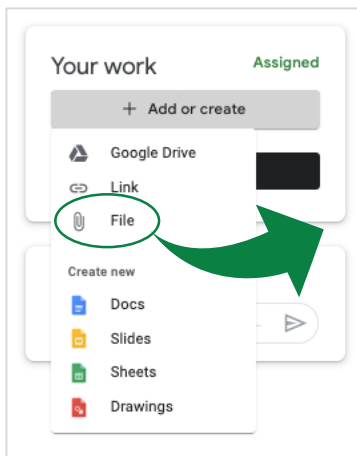 Your work
Assigned
+ Add or create
Google Drive
Link
File
Create new
Docs
Slides
Sheets
Drawings